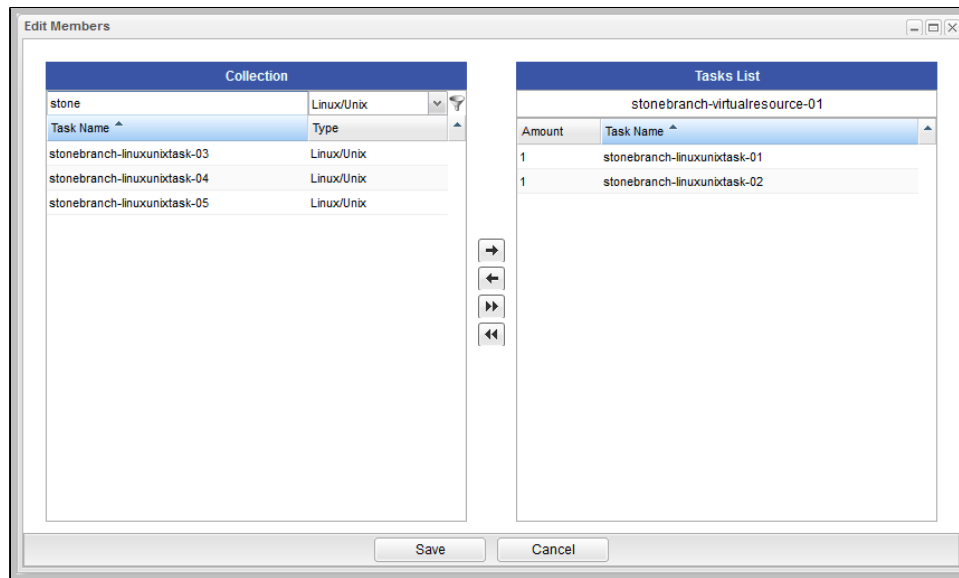 Edit Members
Collection
stone Linux/Unix
Task Name Type
stonebranch-linuxunixtask-03 Linux/Unix
stonebranch-linuxunixtask-04 Linux/Unix
stonebranch-linuxunixtask-05 Linux/Unix
Tasks List
stonebranch-virtualresource-01
Amount Task Name
1 stonebranch-linuxunixtask-01
1 stonebranch-linuxunixtask-02
Save Cancel